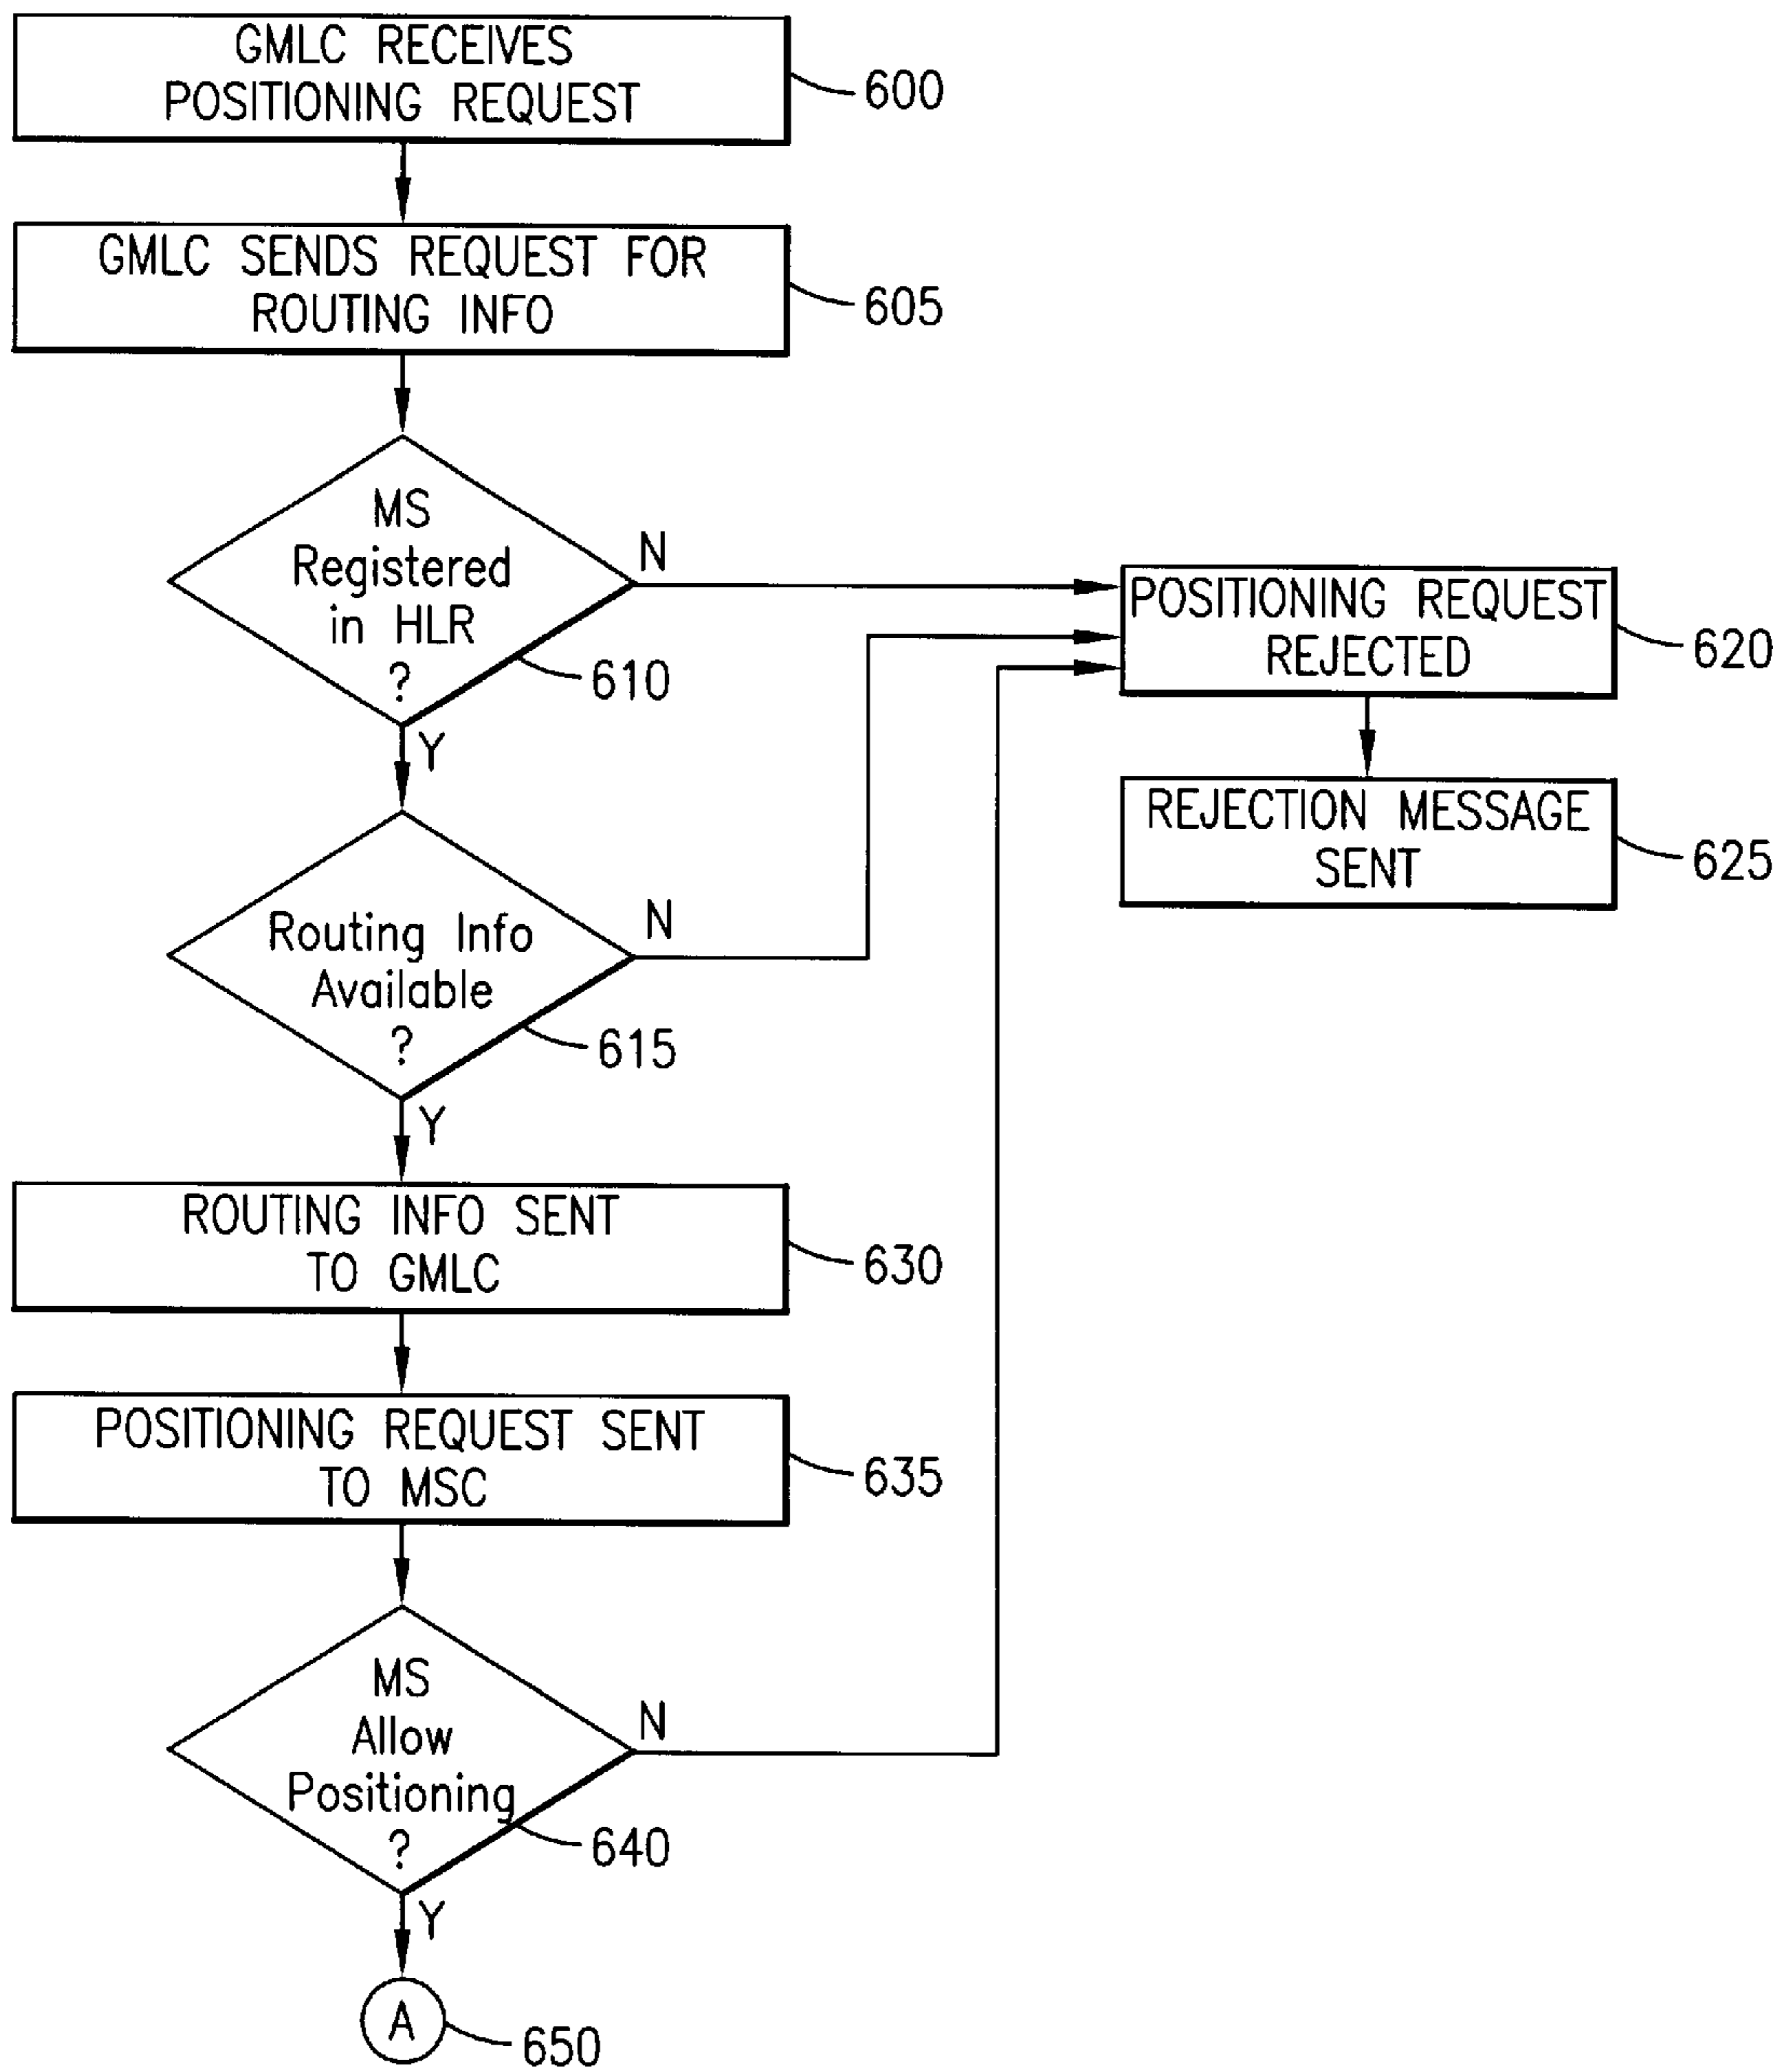 GMLC RECEIVES
POSITIONING REQUEST
600
GMLC SENDS REQUEST FOR
ROUTING INFO
605
MS
Registered
in HLR
?
610
N
Y
POSITIONING REQUEST
REJECTED
620
REJECTION MESSAGE
SENT
625
Routing Info
Available
?
615
N
Y
ROUTING INFO SENT
TO GMLC
630
POSITIONING REQUEST SENT
TO MSC
635
MS
Allow
Positioning
?
640
N
Y
A
650